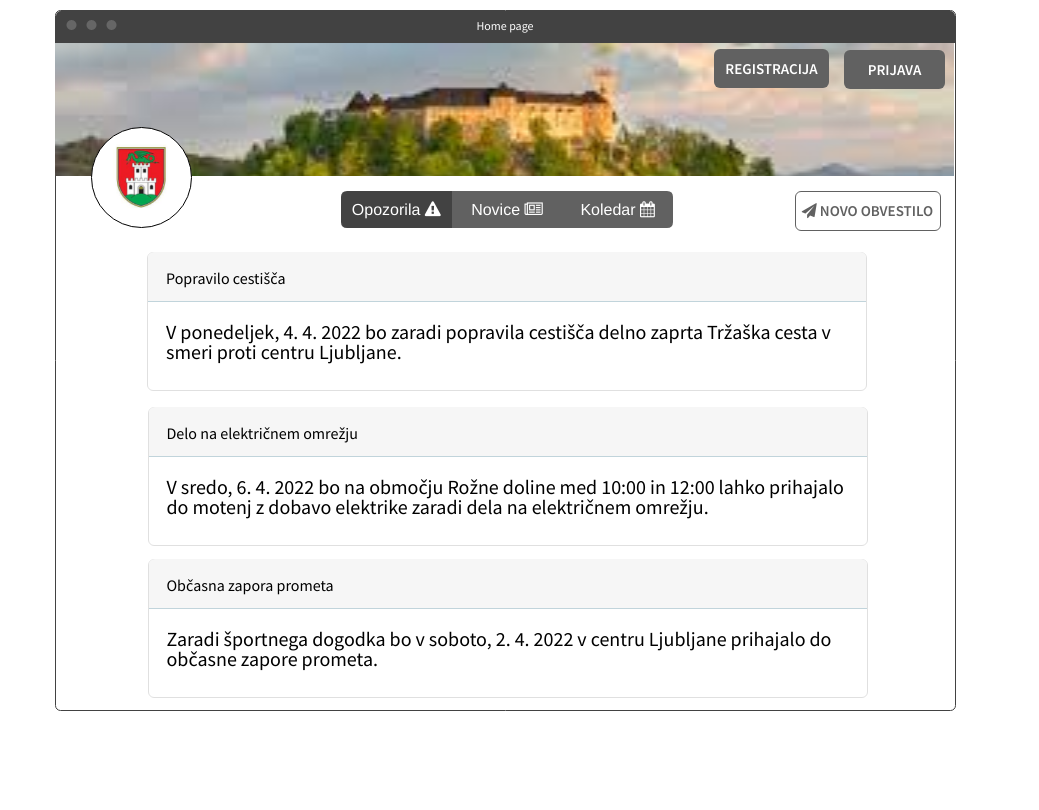 Home page
REGISTRACIJA
PRIJAVA
Opozorila
Novice
Koledar
NOVO OBVESTILO
Popravilo cestišča
V ponedeljek, 4. 4. 2022 bo zaradi popravila cestišča delno zaprta Tržaška cesta v
smeri proti centru Ljubljane.
Delo na električnem omrežju
V sredo, 6. 4. 2022 bo na območju Rožne doline med 10:00 in 12:00 lahko prihajalo
do motenj z dobavo elektrike zaradi dela na električnem omrežju.
Občasna zapora prometa
Zaradi športnega dogodka bo v soboto, 2. 4. 2022 v centru Ljubljane prihajalo do
občasne zapore prometa.